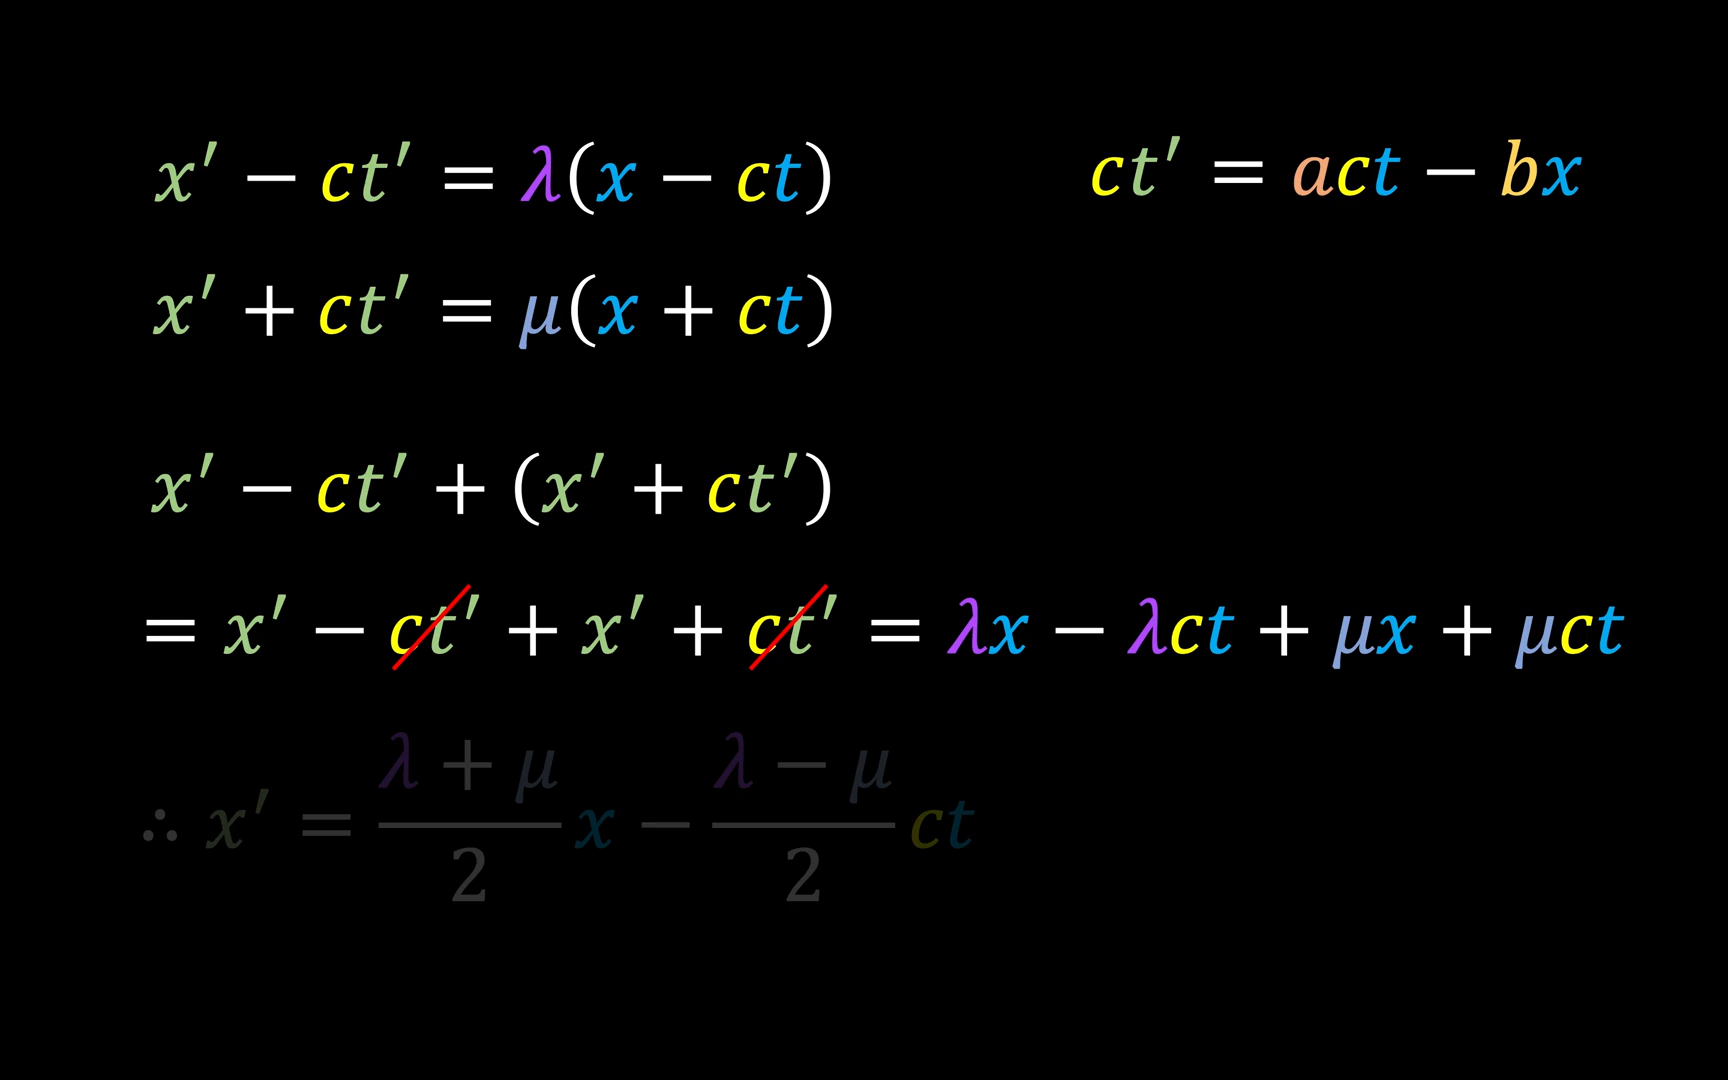 x′ − ct′ = λ(x − ct)
ct′ = act − bx
x′ + ct′ = μ(x + ct)
x′ − ct′ + (x′ + ct′)
= x′ − ct′ + x′ + ct′ = λx − λct + μx + μct
∴ x′ = (λ + μ)/2 x − (λ − μ)/2 ct